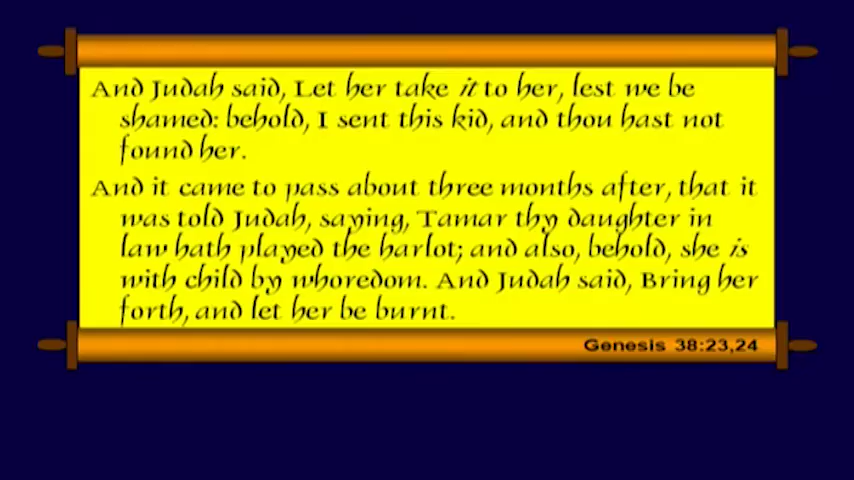 And Judah said, Let her take it to her, lest we be
shamed: behold, I sent this kid, and thou hast not
found her.
And it came to pass about three months after, that it
was told Judah, saying, Tamar thy daughter in
law hath played the harlot; and also, behold, she is
with child by whoredom. And Judah said, Bring her
forth, and let her be burnt.
Genesis 38:23,24